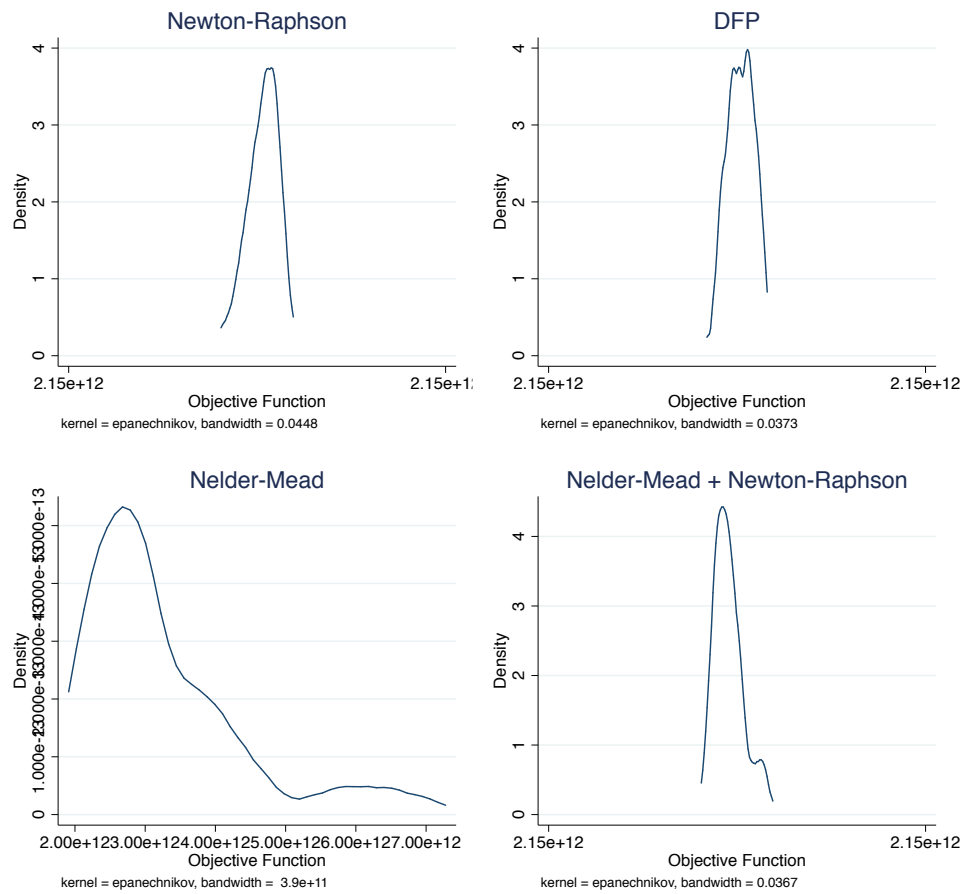 Newton-Raphson
Density
0
1
2
3
4
2.15e+12
2.15e+1
Objective Function
kernel = epanechnikov, bandwidth = 0.0448
DFP
Density
0
1
2
3
4
2.15e+12
2.15e+12
Objective Function
kernel = epanechnikov, bandwidth = 0.0373
Nelder-Mead
Density
0
2.00e+12
3.00e+12
4.00e+12
5.00e+12
6.00e+12
7.00e+12
Objective Function
kernel = epanechnikov, bandwidth = 3.9e+11
Nelder-Mead + Newton-Raphson
Density
0
1
2
3
4
2.15e+12
2.15e+12
Objective Function
kernel = epanechnikov, bandwidth = 0.0367